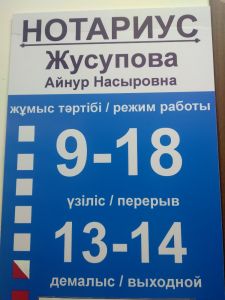 НОТАРИУС
Жусупова
Айнур Насыровна
жұмыс тәртібі / режим работы
9-18
үзіліс / перерыв
13-14
демалыс / выходной